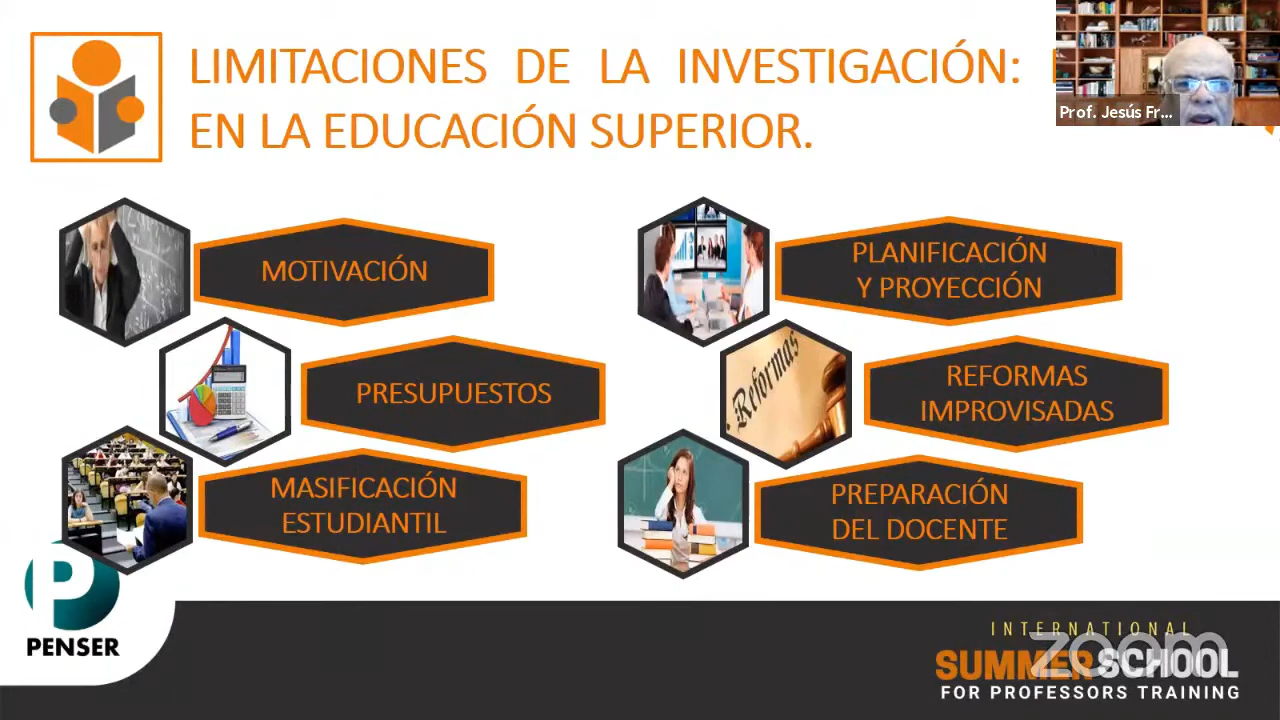 LIMITACIONES DE LA INVESTIGACIÓN:
EN LA EDUCACIÓN SUPERIOR.
Prof. Jesús Fr...
MOTIVACIÓN
PLANIFICACIÓN
Y PROYECCIÓN
PRESUPUESTOS
Reformas
REFORMAS
IMPROVISADAS
MASIFICACIÓN
ESTUDIANTIL
PREPARACIÓN
DEL DOCENTE
P
PENSER
INTERNATIONAL
zoom
SUMMER SCHOOL
FOR PROFESSORS TRAINING